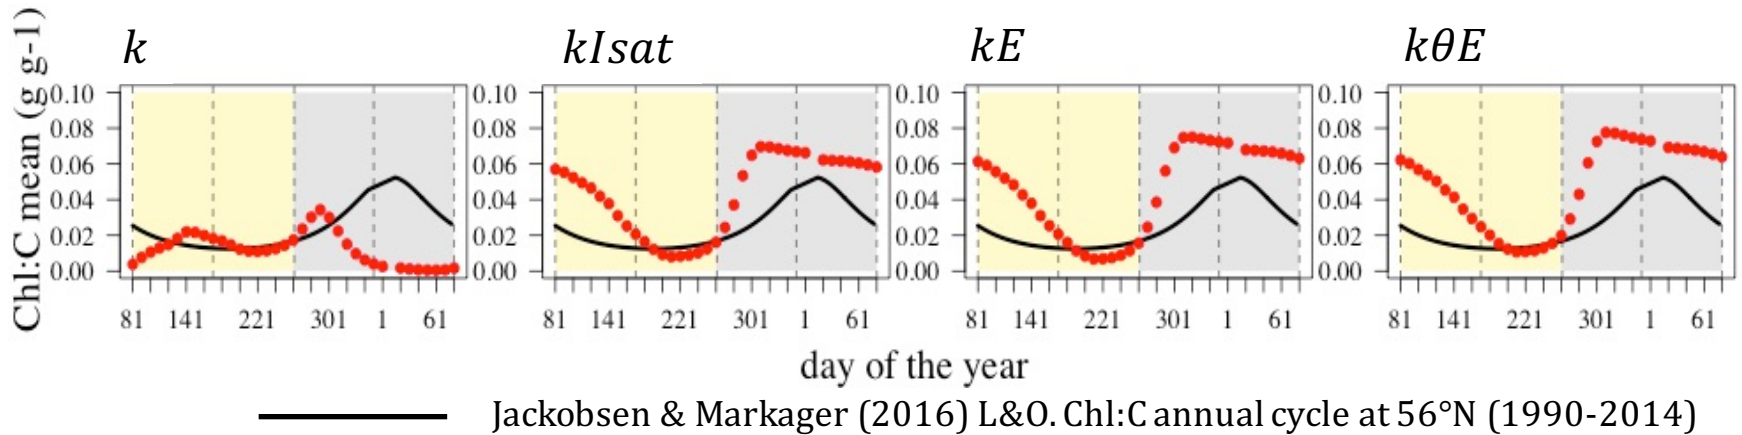 Chl:C mean (g g-1)
k kIsat kE kθE
0.10 0.10 0.10 0.10
0.08 0.08 0.08 0.08
0.06 0.06 0.06 0.06
0.04 0.04 0.04 0.04
0.02 0.02 0.02 0.02
0.00 0.00 0.00 0.00
81 141 221 301 1 61 81 141 221 301 1 61 81 141 221 301 1 61 81 141 221 301 1 61
day of the year
Jackobsen & Markager (2016) L&O. Chl:C annual cycle at 56°N (1990-2014)